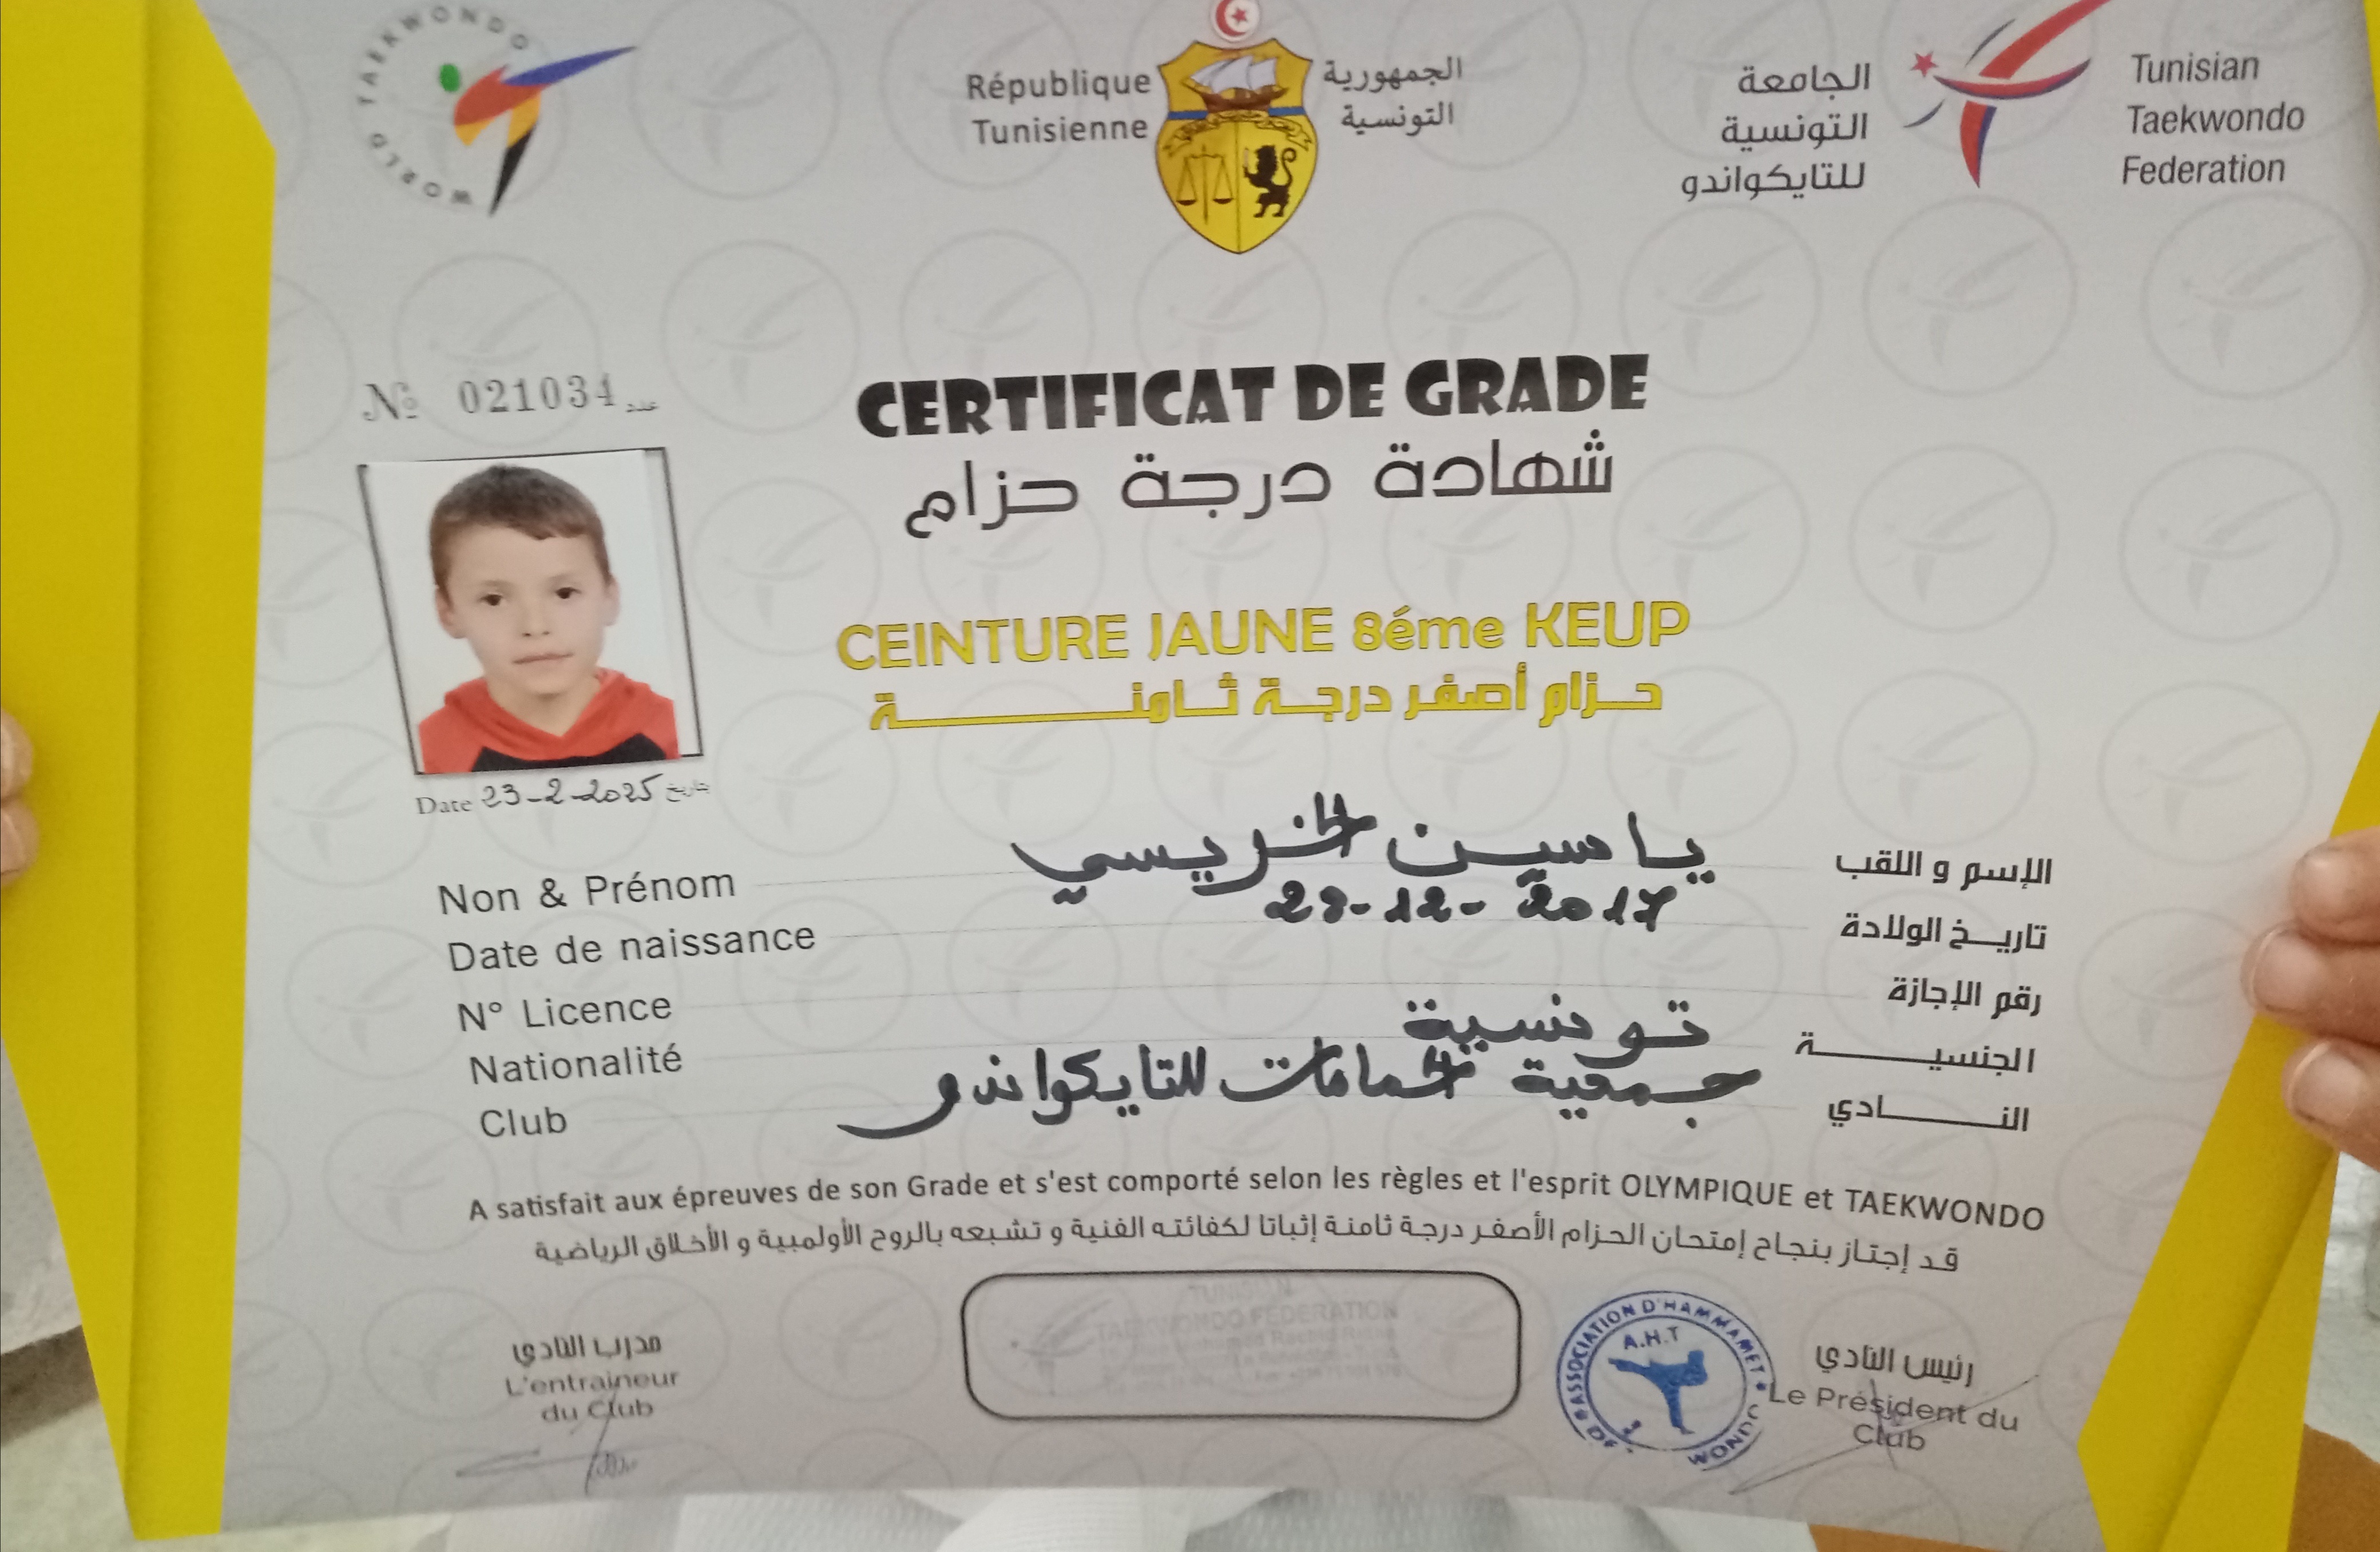 WORLD TAEKWONDO
République
Tunisienne
الجمهورية
التونسية
الجامعة
التونسية
للتايكواندو
Tunisian
Taekwondo
Federation
№ 021034 عدد
CERTIFICAT DE GRADE
شهادة درجة حزام
CEINTURE JAUNE 8éme KEUP
حزام أصفر درجة ثامنة
Date 23-2-2025 تاريخ
Non & Prénom ياسين الخريسي الإسم و اللقب
Date de naissance 28-12-2017 تاريخ الولادة
N° Licence رقم الإجازة
Nationalité تونسية الجنسية
Club جمعية الحمامات للتايكواندو النادي
A satisfait aux épreuves de son Grade et s'est comporté selon les règles et l'esprit OLYMPIQUE et TAEKWONDO
قد إجتاز بنجاح إمتحان الحزام الأصفر درجة ثامنة إثباتا لكفائته الفنية و تشبعه بالروح الأولمبية و الأخلاق الرياضية
مدرب النادي
L'entraineur
du Club
TAEKWONDO FEDERATION
ASSOCIATION D'HAMMAMET
A.H.T
رئيس النادي
Le Président du
Club